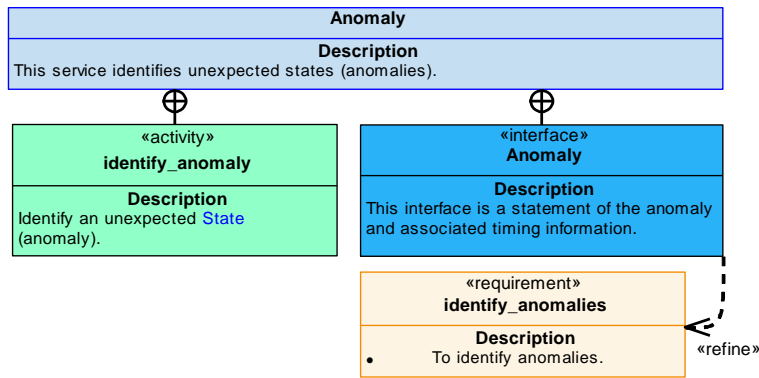 Anomaly
Description
This service identifies unexpected states (anomalies).
«activity»
identify_anomaly
Description
Identify an unexpected State
(anomaly).
«interface»
Anomaly
Description
This interface is a statement of the anomaly
and associated timing information.
«requirement»
identify_anomalies
Description
• To identify anomalies.
«refine»